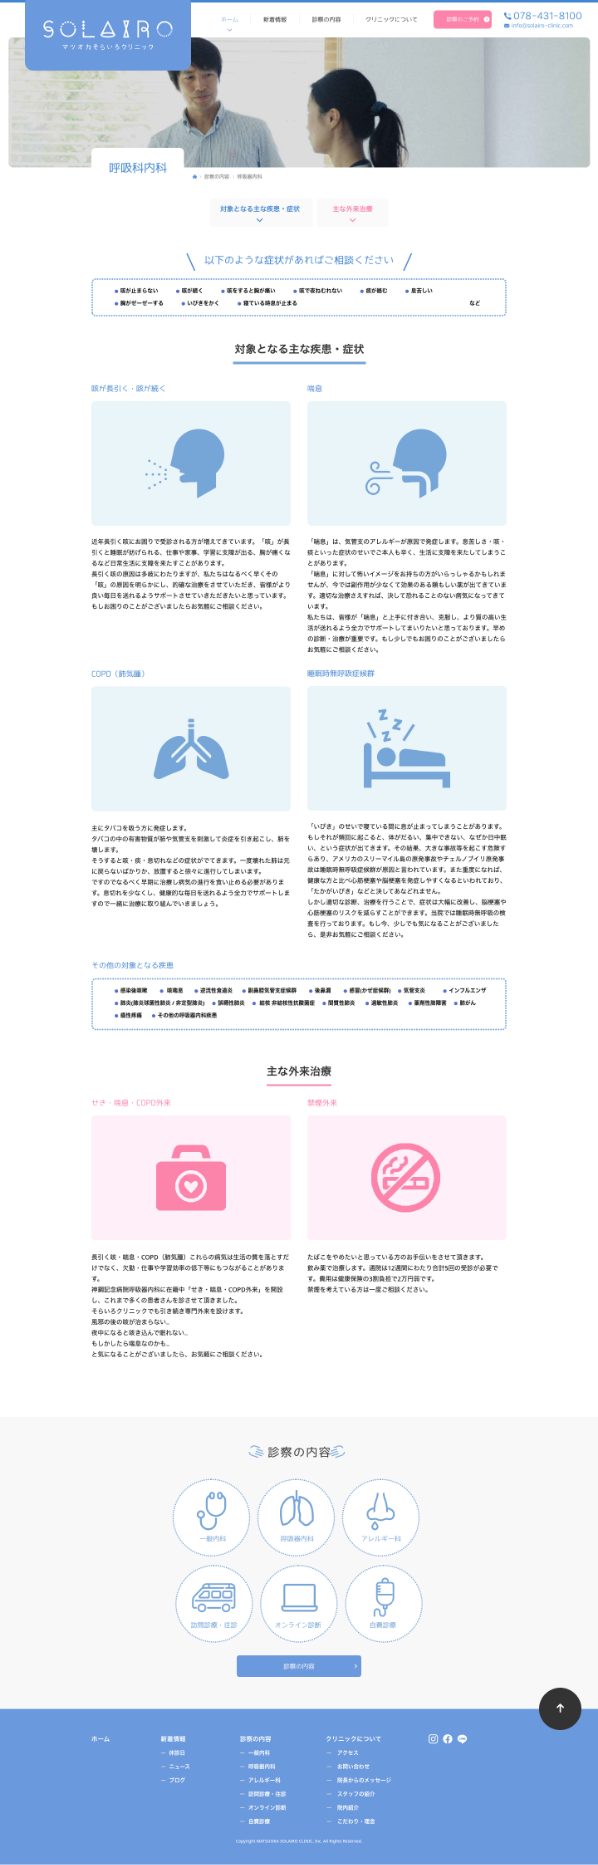 SOLAIRO
マツオカそらいろクリニック
ホーム
新着情報
診察の内容
クリニックについて
診察のご予約
078-431-8100
info@solairo-clinic.com
呼吸科内科
診察の内容
呼吸器内科
対象となる主な疾患・症状
主な外来治療
以下のような症状があればご相談ください
咳が止まらない 咳が続く 咳をすると胸が痛い 咳で夜ねむれない 痰が絡む 息苦しい
胸がぜーぜーする いびきをかく 寝ている時息が止まる など
対象となる主な疾患・症状
咳が長引く・咳が続く
近年長引く咳にお困りで受診される方が増えてきています。「咳」が長
引くと睡眠が妨げられる、仕事や家事、学習に支障が出る、胸が痛くな
るなど日常生活に支障を来たすことがあります。
長引く咳の原因は多岐にわたりますが、私たちはなるべく早くその
「咳」の原因を明らかにし、的確な治療をさせていただき、皆様がより
良い毎日を送れるようサポートさせていきただきたいと思っています。
もしお困りのことがございましたらお気軽にご相談ください。
喘息
「喘息」は、気管支のアレルギーが原因で発症します。息苦しさ・咳・
痰といった症状のせいでご本人も辛く、生活に支障を来たしてしまうこ
とがあります。
「喘息」に対して怖いイメージをお持ちの方がいらっしゃるかもしれま
せんが、今では副作用が少なくて効果のある頼もしい薬が出てきていま
す。適切な治療さえすれば、決して恐れることのない病気になってきて
います。
私たちは、皆様が「喘息」と上手に付き合い、克服し、より質の高い生
活が送れるよう全力でサポートしてまいりたいと思っております。早め
の診断・治療が重要です。もし少しでもお困りのことがございましたら
お気軽にご相談ください。
COPD（肺気腫）
主にタバコを吸う方に発症します。
タバコの中の有害物質が肺や気管支を刺激して炎症を引き起こし、肺を
壊します。
そうすると咳・痰・息切れなどの症状がでてきます。一度壊れた肺は元
に戻らないばかりか、放置すると徐々に進行してしまいます。
ですのでなるべく早期に治療し病気の進行を食い止める必要がありま
す。息切れを少なくし、健康的な毎日を送れるよう全力でサポートしま
すので一緒に治療に取り組んでいきましょう。
睡眠時無呼吸症候群
「いびき」のせいで寝ている間に息が止まってしまうことがあります。
もしそれが頻回に起こると、体がだるい、集中できない、なぜか日中眠
い、という症状が出てきます。その結果、大きな事故等を起こす危険す
らあり、アメリカのスリーマイル島の原発事故やチェルノブイリ原発事
故は睡眠時無呼吸症候群が原因と言われています。また重度になれば、
健康な方と比べ心筋梗塞や脳梗塞を発症しやすくなるといわれており、
「たかがいびき」などと決してあなどれません。
しかし適切な診断、治療を行うことで、症状は大幅に改善し、脳梗塞や
心筋梗塞のリスクを減らすことができます。当院では睡眠時無呼吸の検
査を行っております。もし今、少しでも気になることがございました
ら、是非お気軽にご相談ください。
その他の対象となる疾患
感染後咳嗽 咳喘息 逆流性食道炎 副鼻腔気管支症候群 後鼻漏 感冒(かぜ症候群) 気管支炎 インフルエンザ
肺炎(肺炎球菌性肺炎 / 非定型肺炎) 誤嚥性肺炎 結核 非結核性抗酸菌症 間質性肺炎 過敏性肺炎 薬剤性肺障害 肺がん
職性疼痛 その他の呼吸器内科疾患
主な外来治療
せき・喘息・COPD外来
長引く咳・喘息・COPD（肺気腫）これらの病気は生活の質を落とすだ
けでなく、欠勤・仕事や学習効率の低下等にもつながることがありま
す。
神鋼記念病院呼吸器内科に在籍中「せき・喘息・COPD外来」を開設
し、これまで多くの患者さんを診させて頂きました。
そらいろクリニックでも引き続き専門外来を設けます。
風邪の後の咳が治まらない…
夜中になると咳き込んで眠れない…
もしかしたら喘息なのかも…
と気になることがございましたら、お気軽にご相談ください。
禁煙外来
たばこをやめたいと思っている方のお手伝いをさせて頂きます。
飲み薬で治療します。通院は12週間にわたり合計5回の受診が必要で
す。費用は健康保険の3割負担で2万円弱です。
禁煙を考えている方は一度ご相談ください。
診察の内容
一般内科
呼吸器内科
アレルギー科
訪問診療・往診
オンライン診断
自費診療
診察の内容
ホーム
新着情報
休診日
ニュース
ブログ
診察の内容
一般内科
呼吸器内科
アレルギー科
訪問診療・往診
オンライン診断
自費診療
クリニックについて
アクセス
お問い合わせ
院長からのメッセージ
スタッフの紹介
院内紹介
こだわり・理念
Copyright MATSUOKA SOLAIRO CLINIC, Inc. All Rights Reserved.